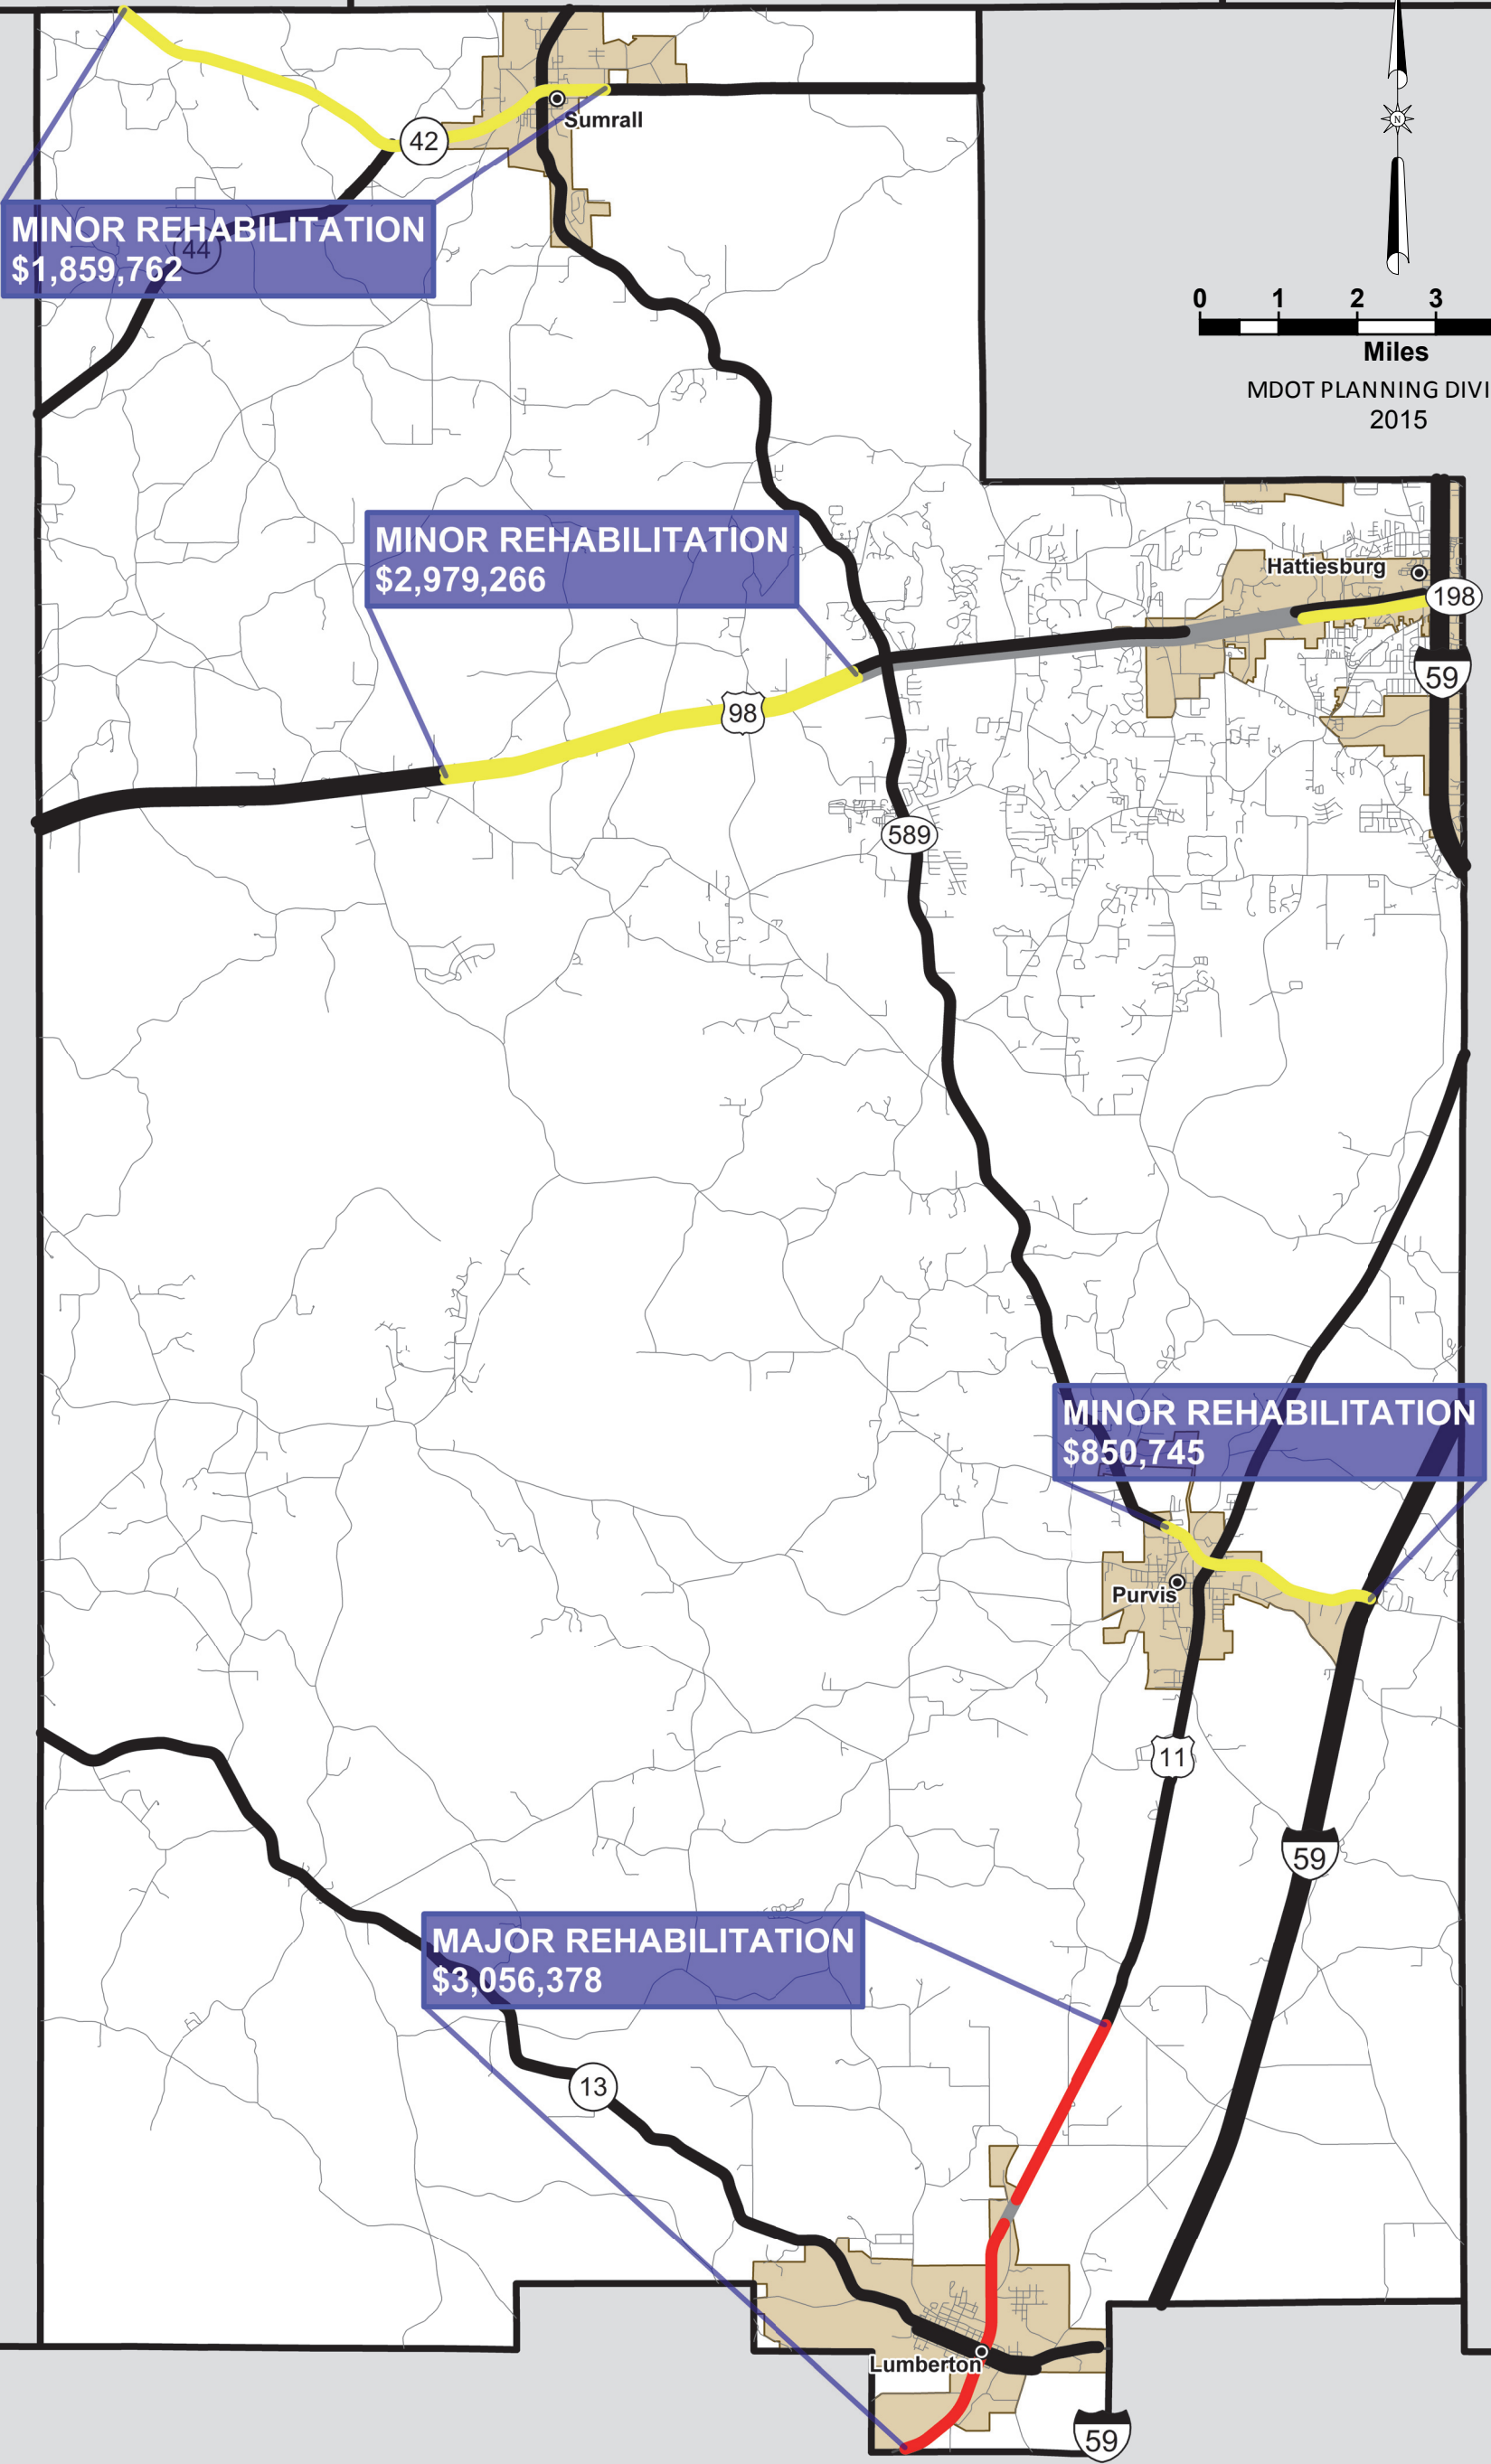 Sumrall
42
MINOR REHABILITATION
$1,859,762
44
N
0 1 2 3
Miles
MDOT PLANNING DIVI
2015
MINOR REHABILITATION
$2,979,266
Hattiesburg
198
59
98
589
MINOR REHABILITATION
$850,745
Purvis
11
59
MAJOR REHABILITATION
$3,056,378
13
Lumberton
59